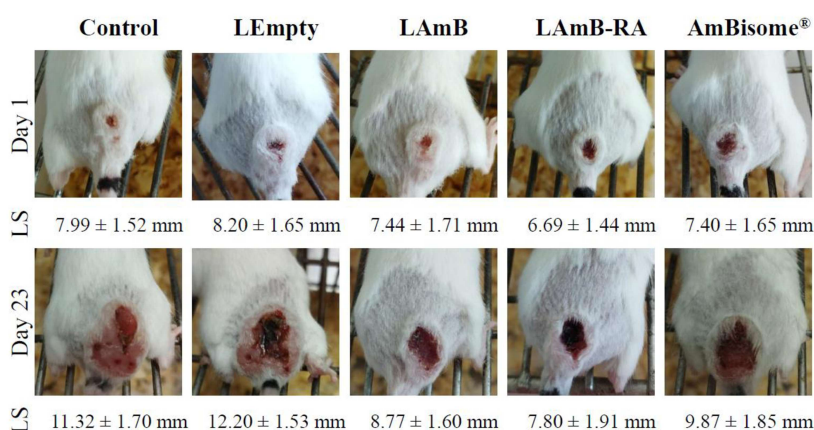 Control LEmpty LAmB LAmB-RA AmBisome®
Day 1
LS 7.99 ± 1.52 mm 8.20 ± 1.65 mm 7.44 ± 1.71 mm 6.69 ± 1.44 mm 7.40 ± 1.65 mm
Day 23
LS 11.32 ± 1.70 mm 12.20 ± 1.53 mm 8.77 ± 1.60 mm 7.80 ± 1.91 mm 9.87 ± 1.85 mm